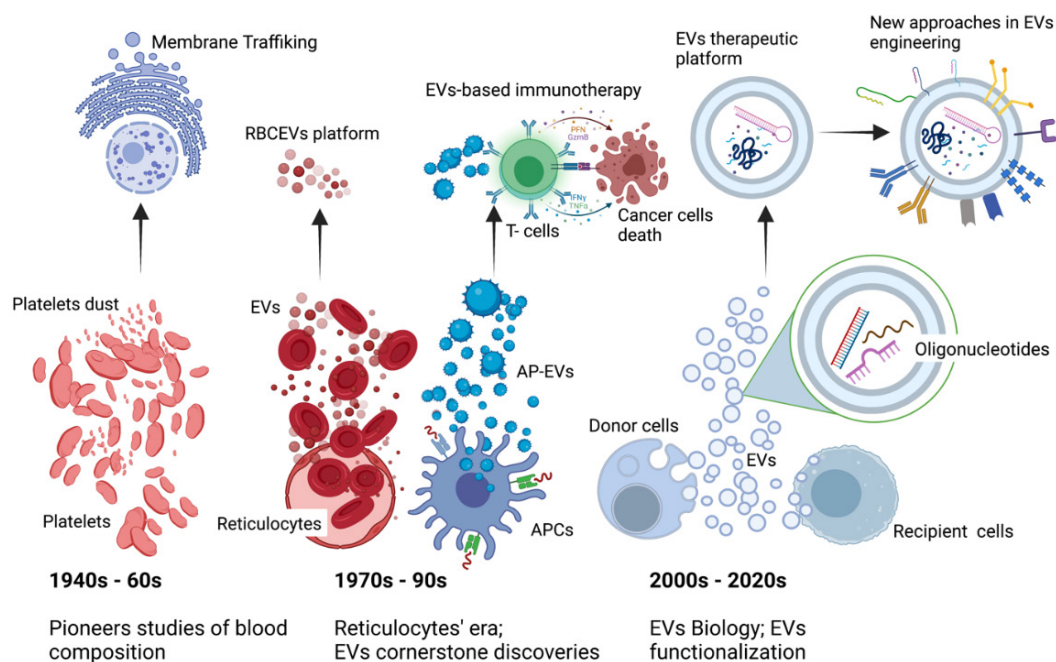 Membrane Traffiking
RBCEVs platform
EVs-based immunotherapy
PFN
GzmB
IFNγ
TNFα
T- cells
Cancer cells
death
EVs therapeutic
platform
New approaches in EVs
engineering
Platelets dust
Platelets
EVs
Reticulocytes
AP-EVs
APCs
Donor cells
EVs
Oligonucleotides
Recipient cells
1940s - 60s
Pioneers studies of blood
composition
1970s - 90s
Reticulocytes' era;
EVs cornerstone discoveries
2000s - 2020s
EVs Biology; EVs
functionalization